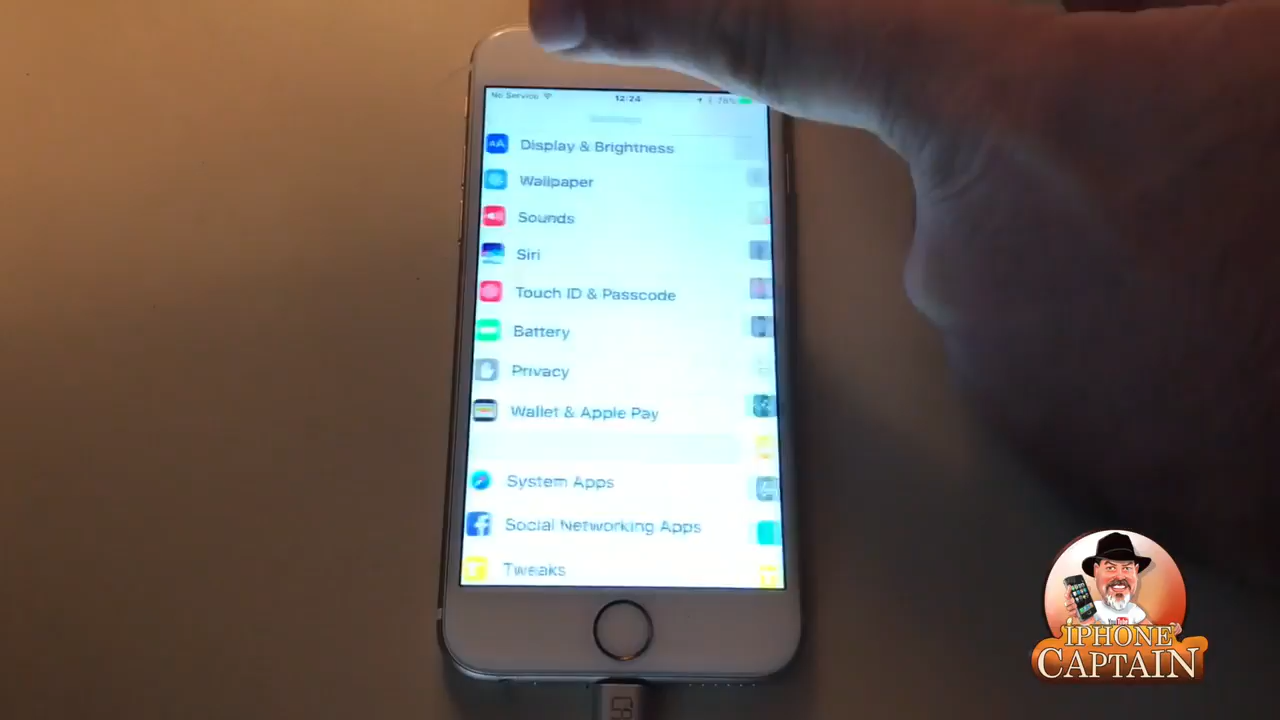 No Service 12:24 78%
Display & Brightness
Wallpaper
Sounds
Siri
Touch ID & Passcode
Battery
Privacy
Wallet & Apple Pay
System Apps
Social Networking Apps
Tweaks
YouTube
iPHONE
CAPTAIN